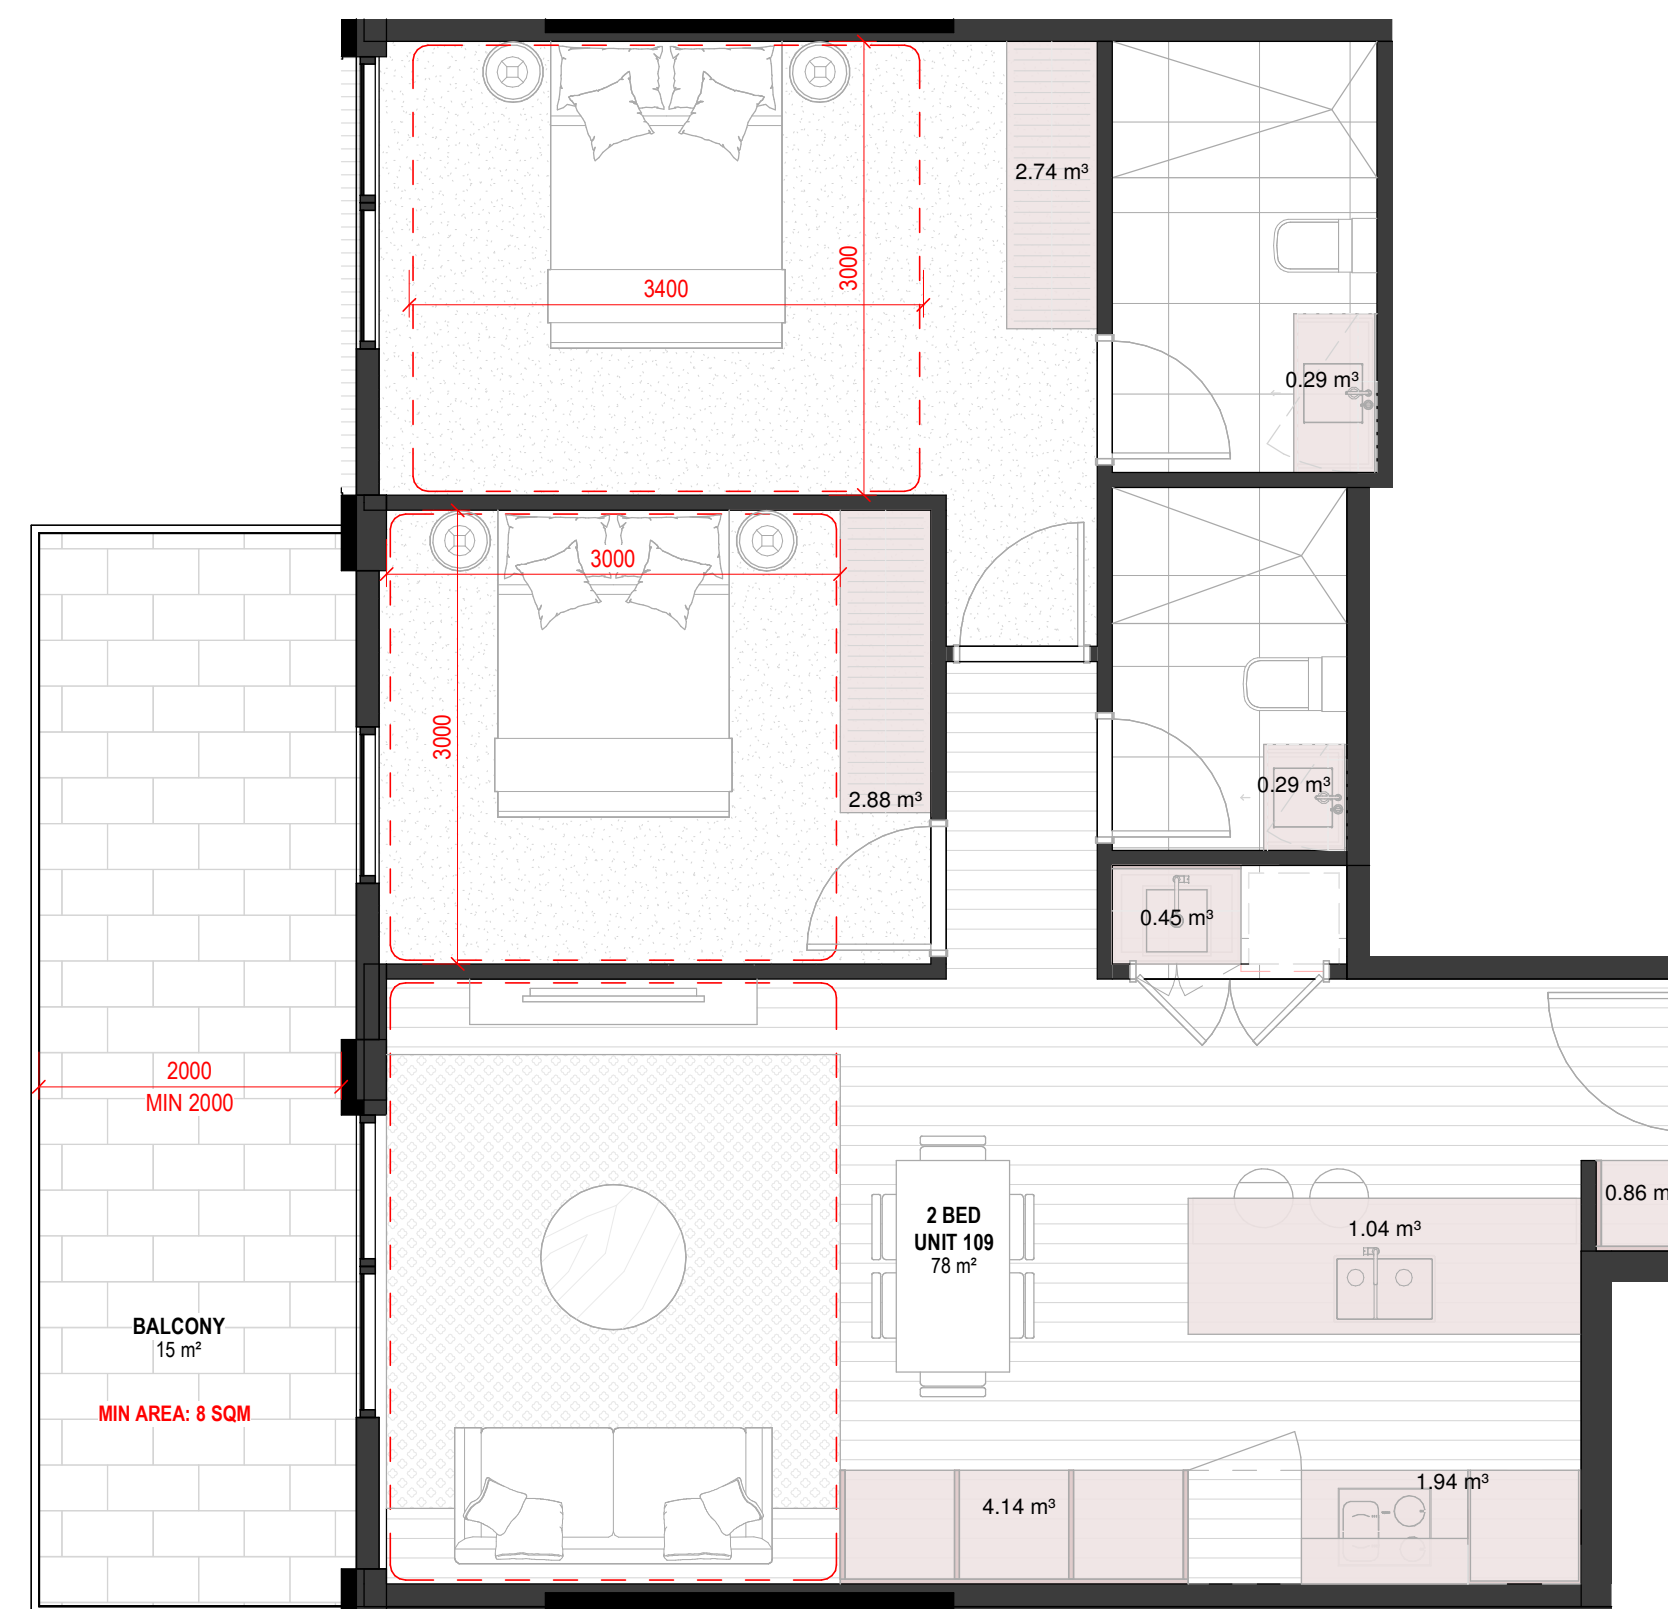 2.74 m³
3000
3400
0.29 m³
3000
3000
2.88 m³
0.29 m³
0.45 m³
2000
MIN 2000
0.86 m
2 BED
UNIT 109
78 m²
1.04 m³
BALCONY
15 m²
MIN AREA: 8 SQM
4.14 m³
1.94 m³